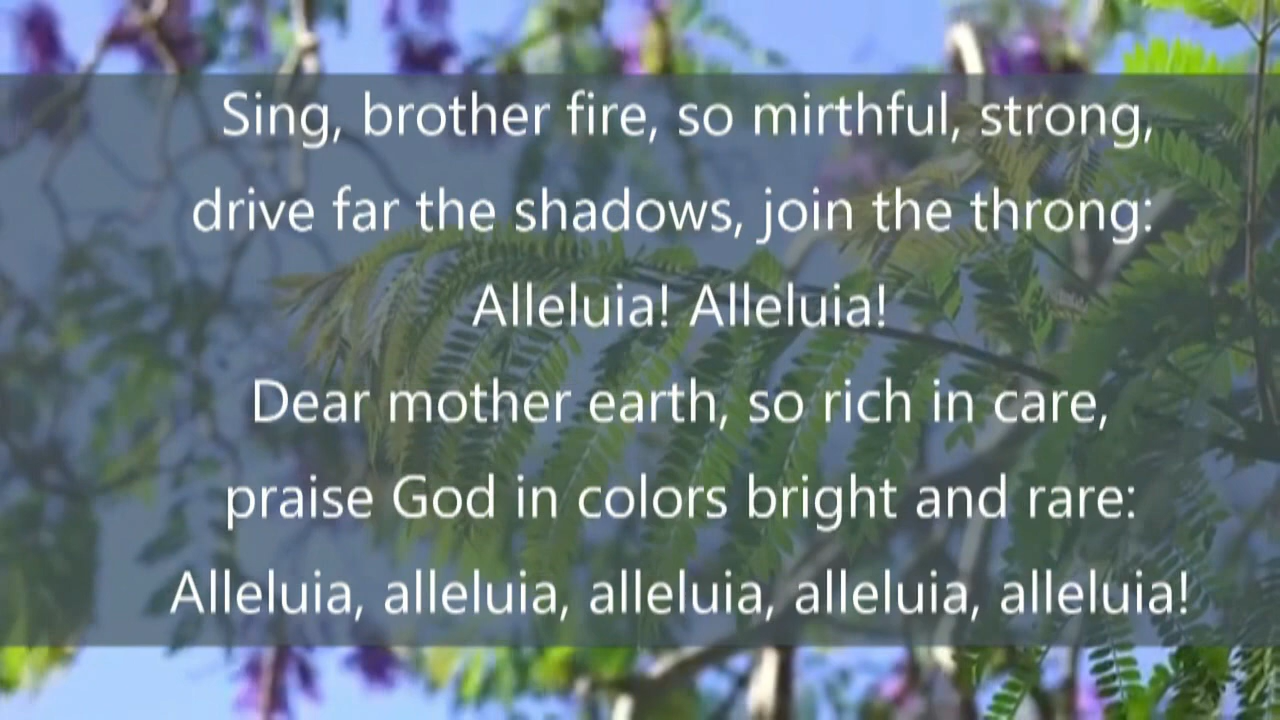 Sing, brother fire, so mirthful, strong,
drive far the shadows, join the throng:
Alleluia! Alleluia!
Dear mother earth, so rich in care,
praise God in colors bright and rare:
Alleluia, alleluia, alleluia, alleluia, alleluia!